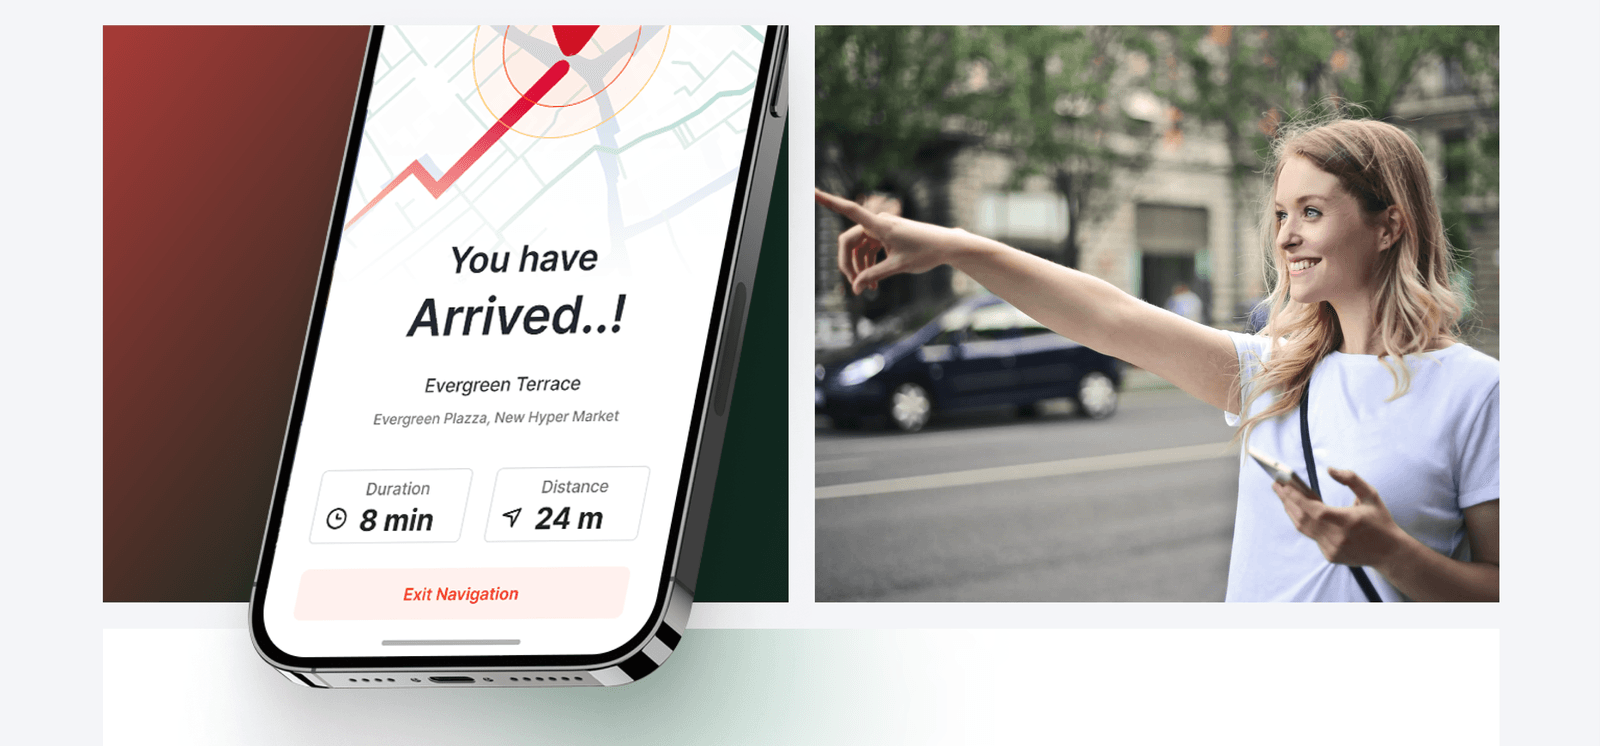 You have
Arrived..!
Evergreen Terrace
Evergreen Plazza, New Hyper Market
Duration
8 min
Distance
24 m
Exit Navigation